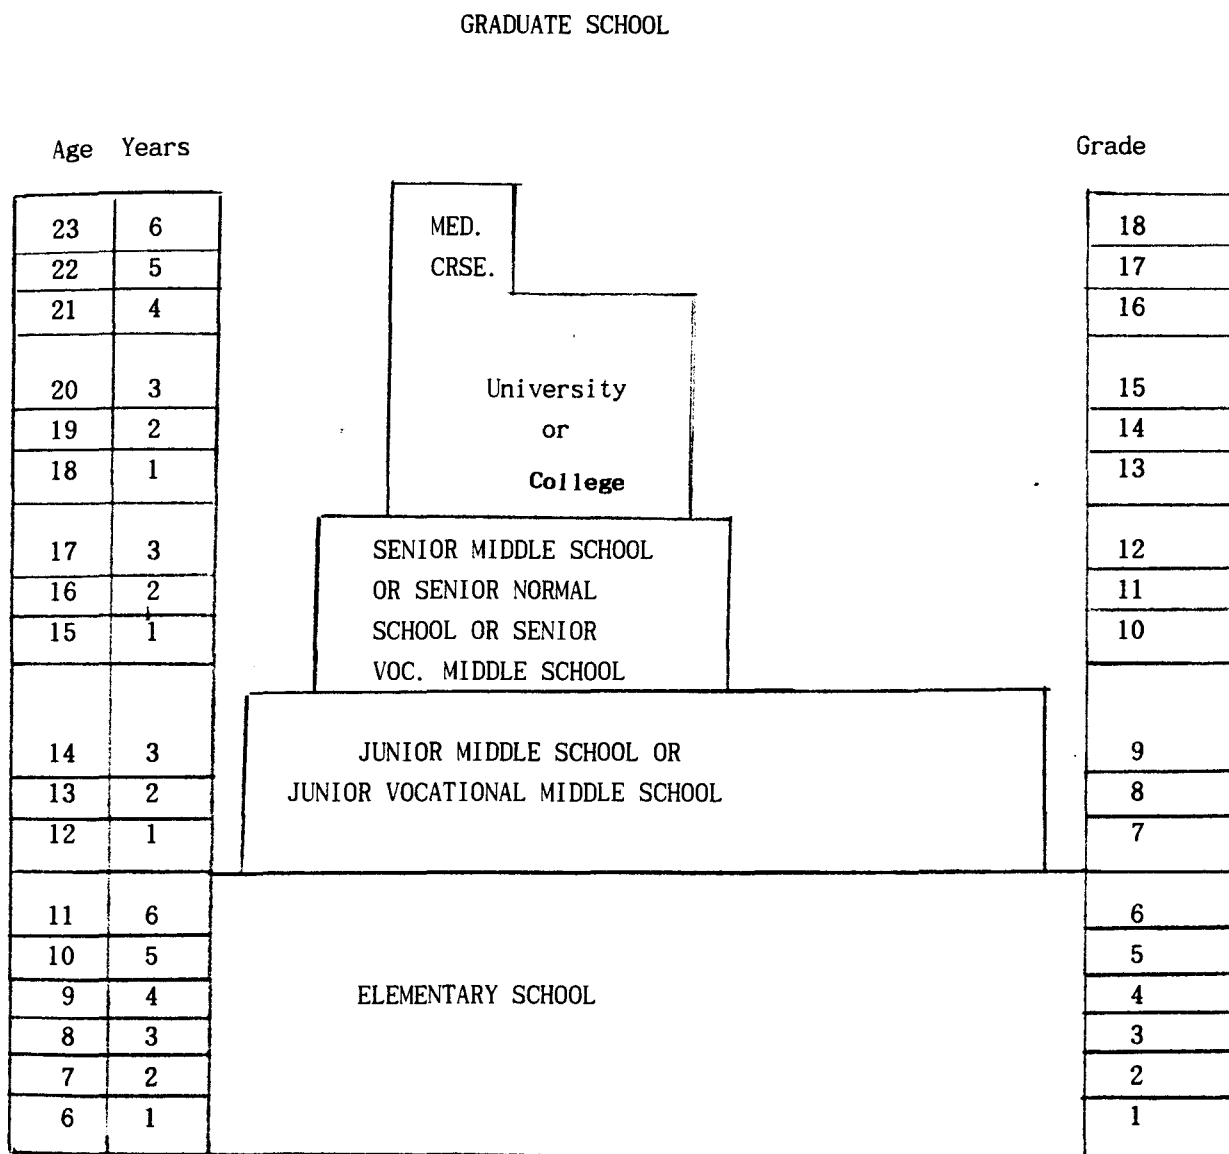 GRADUATE SCHOOL
Age Years Grade
23 6 MED. 18
22 5 CRSE. 17
21 4 16
20 3 University 15
19 2 or 14
18 1 College 13
17 3 SENIOR MIDDLE SCHOOL 12
16 2 OR SENIOR NORMAL 11
15 1 SCHOOL OR SENIOR 10
VOC. MIDDLE SCHOOL
14 3 JUNIOR MIDDLE SCHOOL OR 9
13 2 JUNIOR VOCATIONAL MIDDLE SCHOOL 8
12 1 7
11 6 6
10 5 5
9 4 ELEMENTARY SCHOOL 4
8 3 3
7 2 2
6 1 1